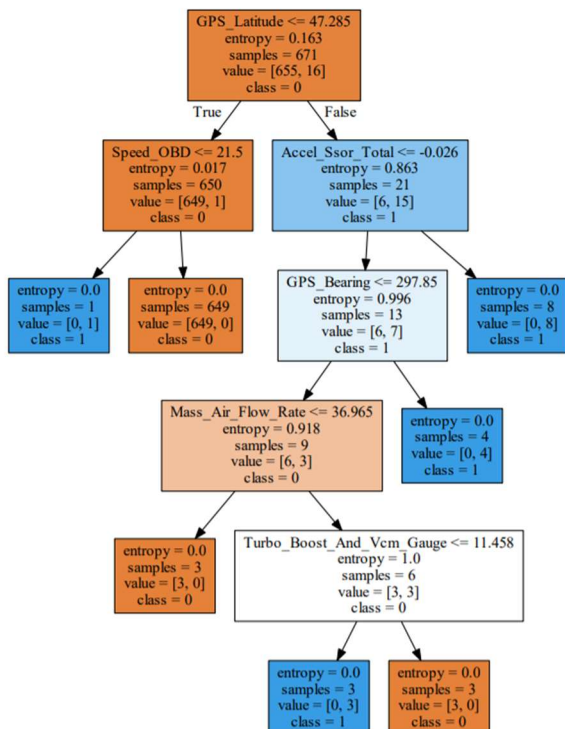 GPS_Latitude <= 47.285
entropy = 0.163
samples = 671
value = [655, 16]
class = 0
True
False
Speed_OBD <= 21.5
entropy = 0.017
samples = 650
value = [649, 1]
class = 0
Accel_Ssor_Total <= -0.026
entropy = 0.863
samples = 21
value = [6, 15]
class = 1
entropy = 0.0
samples = 1
value = [0, 1]
class = 1
entropy = 0.0
samples = 649
value = [649, 0]
class = 0
GPS_Bearing <= 297.85
entropy = 0.996
samples = 13
value = [6, 7]
class = 1
entropy = 0.0
samples = 8
value = [0, 8]
class = 1
Mass_Air_Flow_Rate <= 36.965
entropy = 0.918
samples = 9
value = [6, 3]
class = 0
entropy = 0.0
samples = 4
value = [0, 4]
class = 1
entropy = 0.0
samples = 3
value = [3, 0]
class = 0
Turbo_Boost_And_Vcm_Gauge <= 11.458
entropy = 1.0
samples = 6
value = [3, 3]
class = 0
entropy = 0.0
samples = 3
value = [0, 3]
class = 1
entropy = 0.0
samples = 3
value = [3, 0]
class = 0